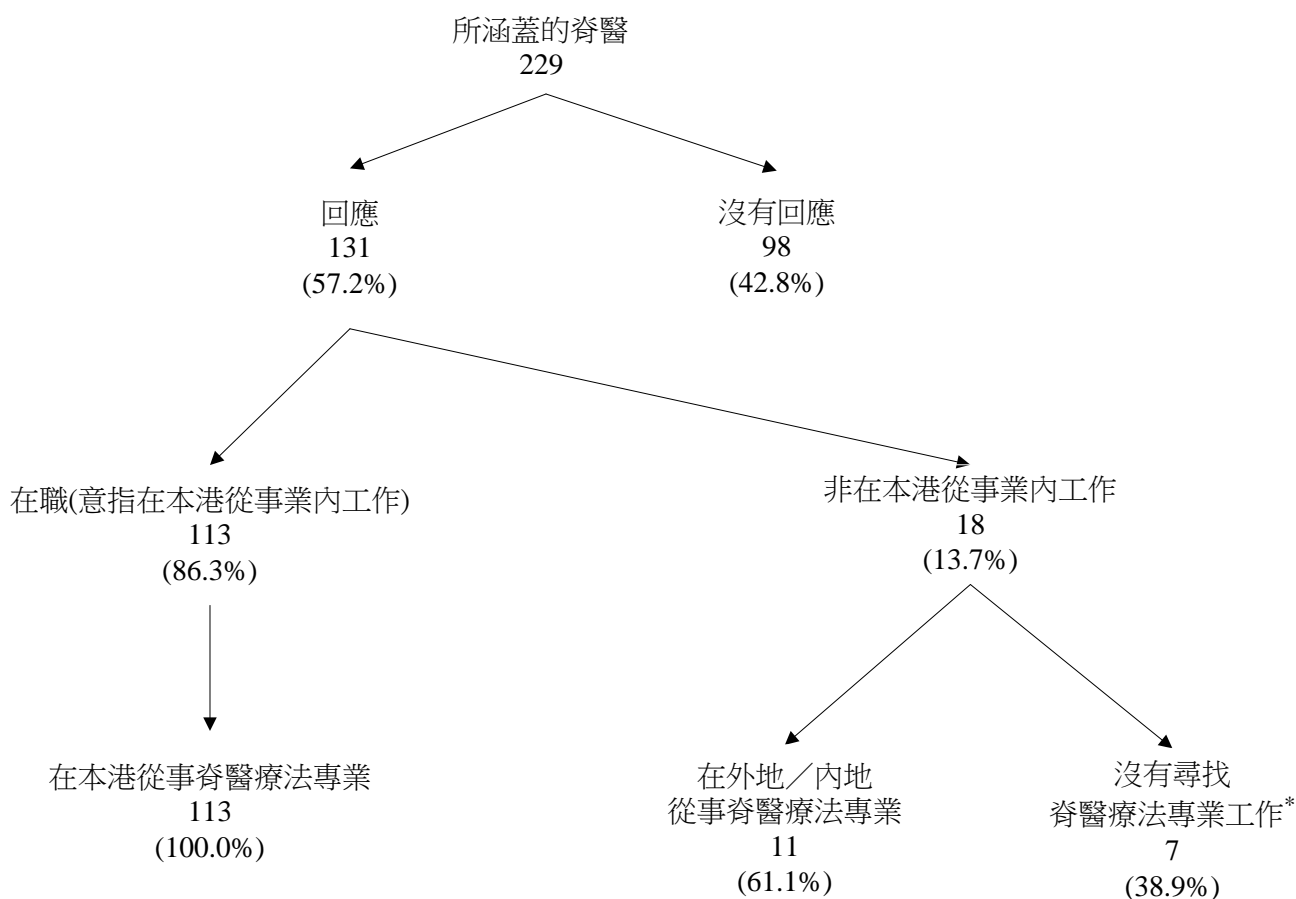 所涵蓋的脊醫
229
回應
131
(57.2%)
沒有回應
98
(42.8%)
在職(意指在本港從事業內工作)
113
(86.3%)
非在本港從事業內工作
18
(13.7%)
在本港從事脊醫療法專業
113
(100.0%)
在外地／內地
從事脊醫療法專業
11
(61.1%)
沒有尋找
脊醫療法專業工作*
7
(38.9%)